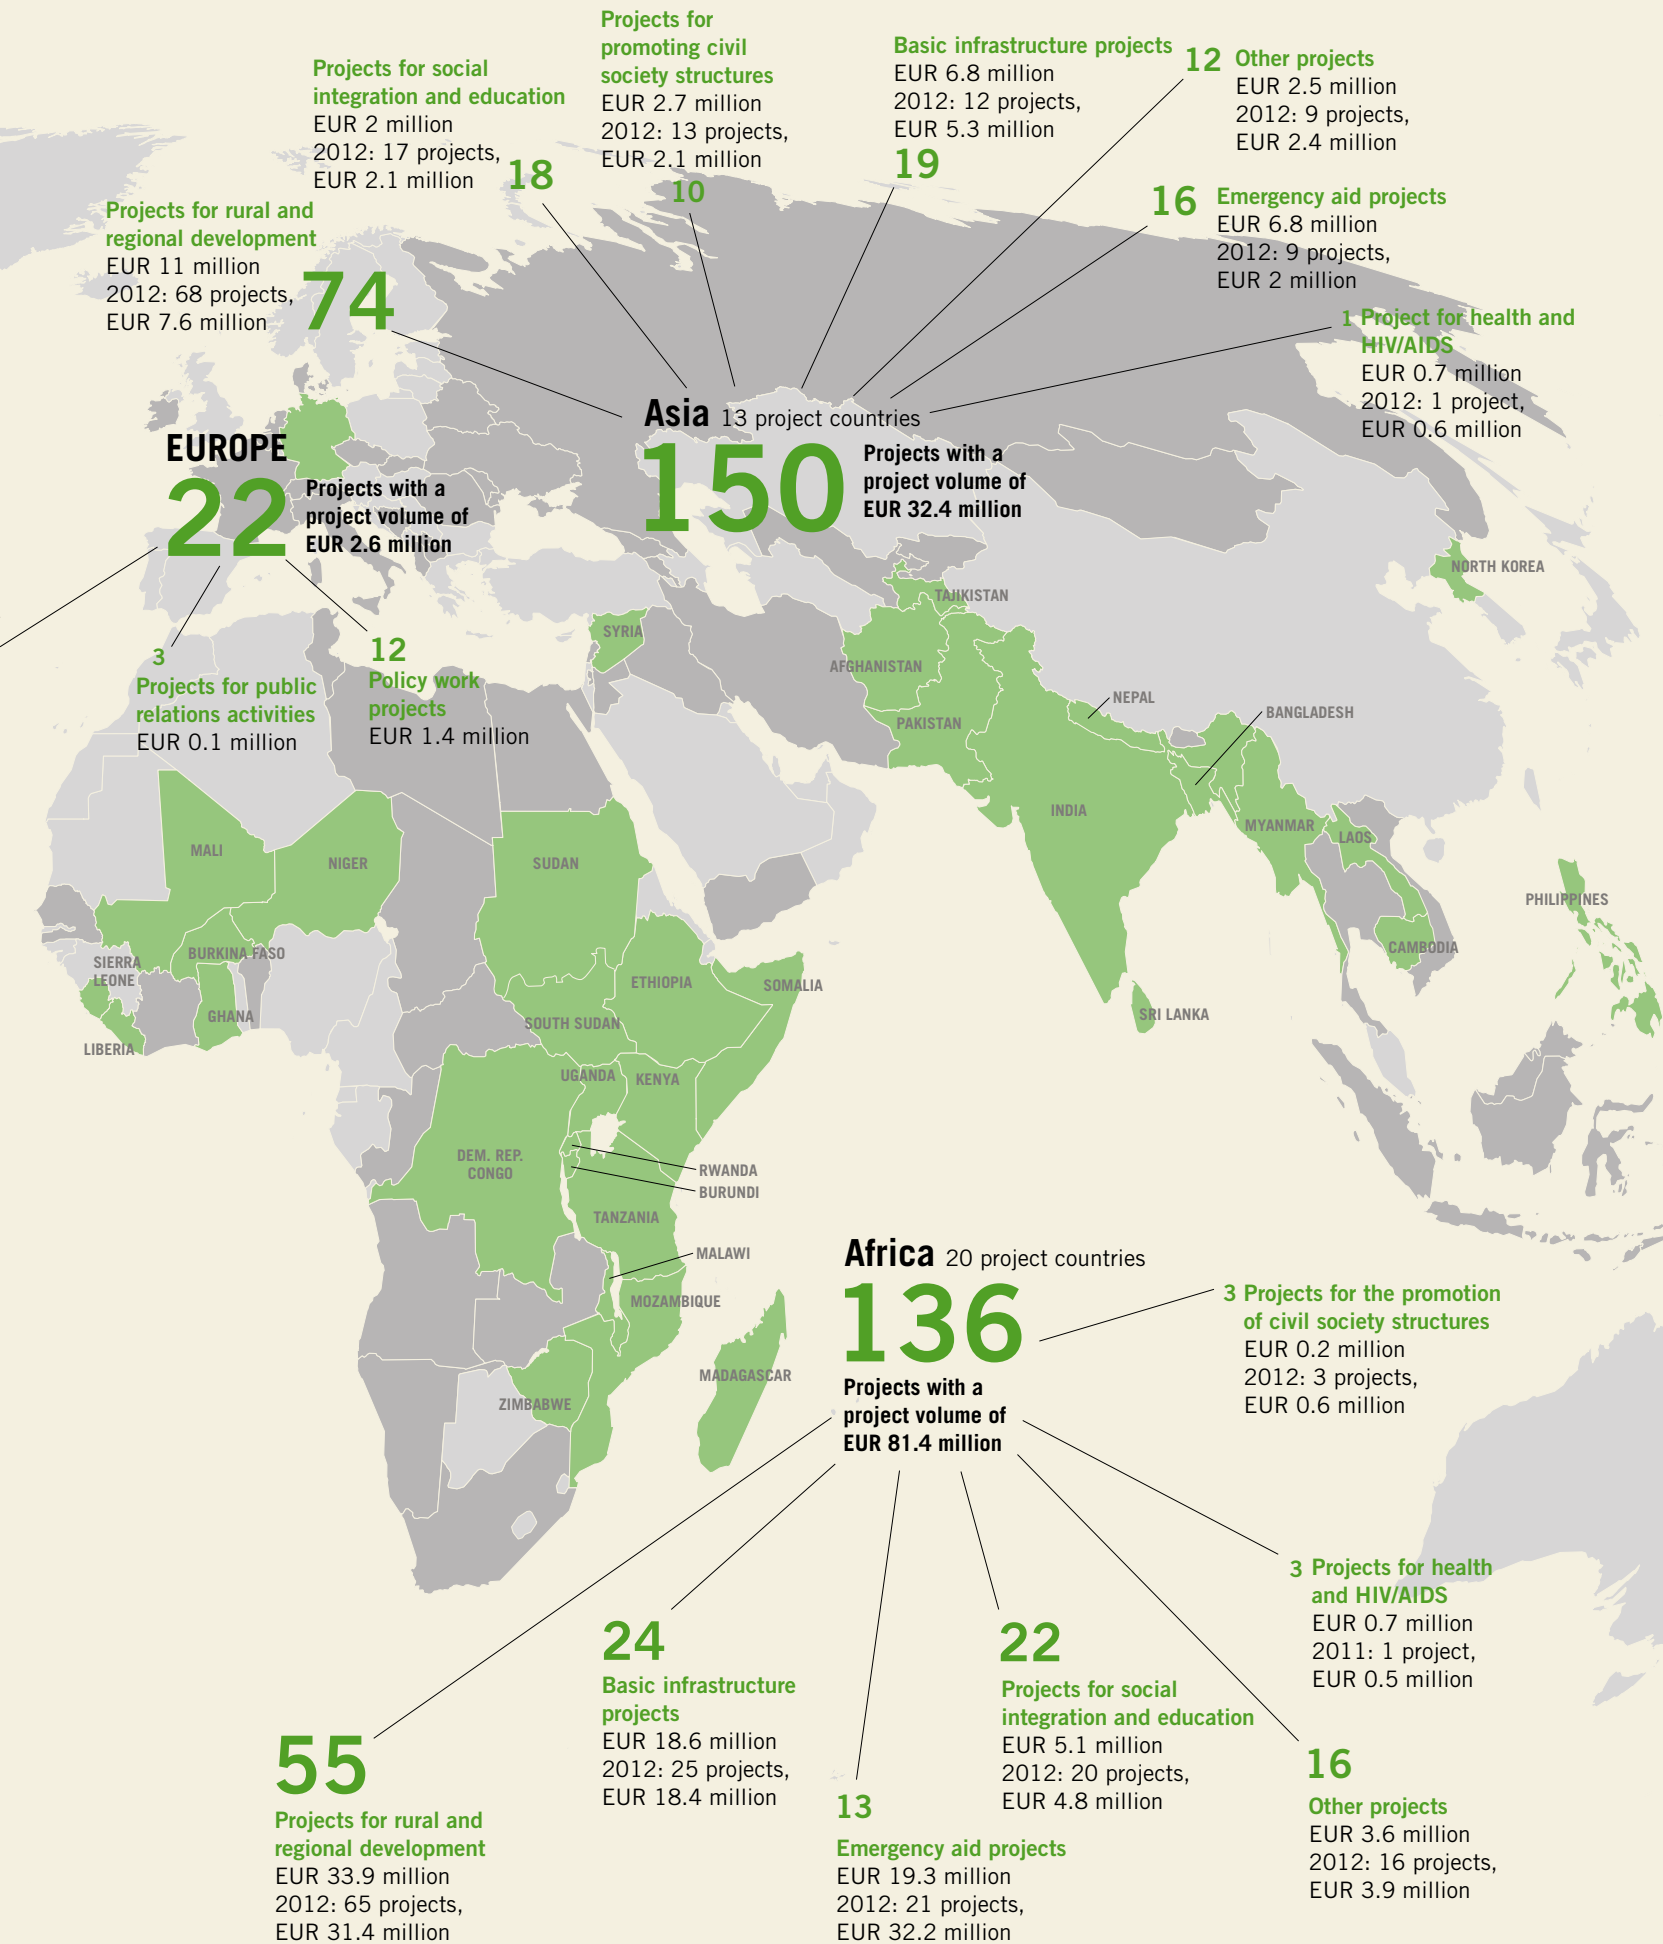 Projects for
promoting civil
society structures
EUR 2.7 million
2012: 13 projects,
EUR 2.1 million
10
Projects for social
integration and education
EUR 2 million
2012: 17 projects,
EUR 2.1 million
18
Basic infrastructure projects
EUR 6.8 million
2012: 12 projects,
EUR 5.3 million
19
12 Other projects
EUR 2.5 million
2012: 9 projects,
EUR 2.4 million
16 Emergency aid projects
EUR 6.8 million
2012: 9 projects,
EUR 2 million
Projects for rural and
regional development
EUR 11 million
2012: 68 projects,
EUR 7.6 million
74
1 Project for health and
HIV/AIDS
EUR 0.7 million
2012: 1 project,
EUR 0.6 million
Asia 13 project countries
150
Projects with a
project volume of
EUR 32.4 million
EUROPE
22
Projects with a
project volume of
EUR 2.6 million
3
Projects for public
relations activities
EUR 0.1 million
12
Policy work
projects
EUR 1.4 million
NORTH KOREA
TAJIKISTAN
SYRIA
AFGHANISTAN
PAKISTAN
NEPAL
BANGLADESH
INDIA
MYANMAR
LAOS
PHILIPPINES
CAMBODIA
SRI LANKA
MALI
NIGER
SUDAN
BURKINA FASO
SIERRA
LEONE
GHANA
LIBERIA
ETHIOPIA
SOMALIA
SOUTH SUDAN
UGANDA
KENYA
DEM. REP.
CONGO
RWANDA
BURUNDI
TANZANIA
MALAWI
MOZAMBIQUE
MADAGASCAR
ZIMBABWE
Africa 20 project countries
136
Projects with a
project volume of
EUR 81.4 million
3 Projects for the promotion
of civil society structures
EUR 0.2 million
2012: 3 projects,
EUR 0.6 million
3 Projects for health
and HIV/AIDS
EUR 0.7 million
2011: 1 project,
EUR 0.5 million
24
Basic infrastructure
projects
EUR 18.6 million
2012: 25 projects,
EUR 18.4 million
22
Projects for social
integration and education
EUR 5.1 million
2012: 20 projects,
EUR 4.8 million
55
Projects for rural and
regional development
EUR 33.9 million
2012: 65 projects,
EUR 31.4 million
13
Emergency aid projects
EUR 19.3 million
2012: 21 projects,
EUR 32.2 million
16
Other projects
EUR 3.6 million
2012: 16 projects,
EUR 3.9 million